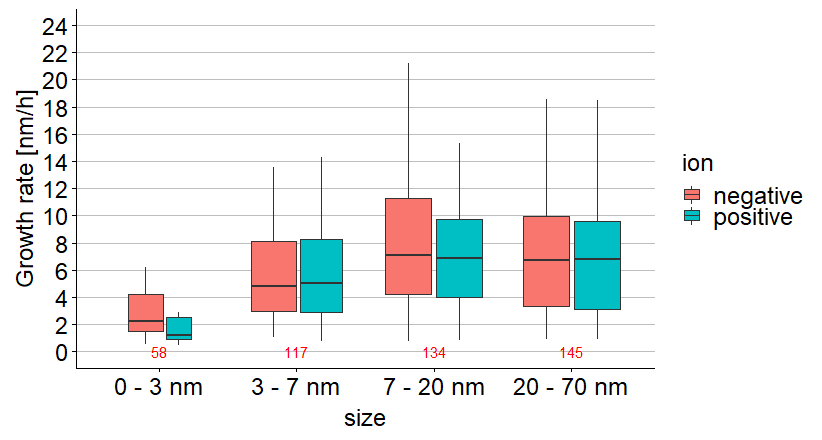 Growth rate [nm/h]
24
22
20
18
16
14
12
10
8
6
4
2
0
58
117
134
145
0 - 3 nm
3 - 7 nm
7 - 20 nm
20 - 70 nm
size
ion
negative
positive